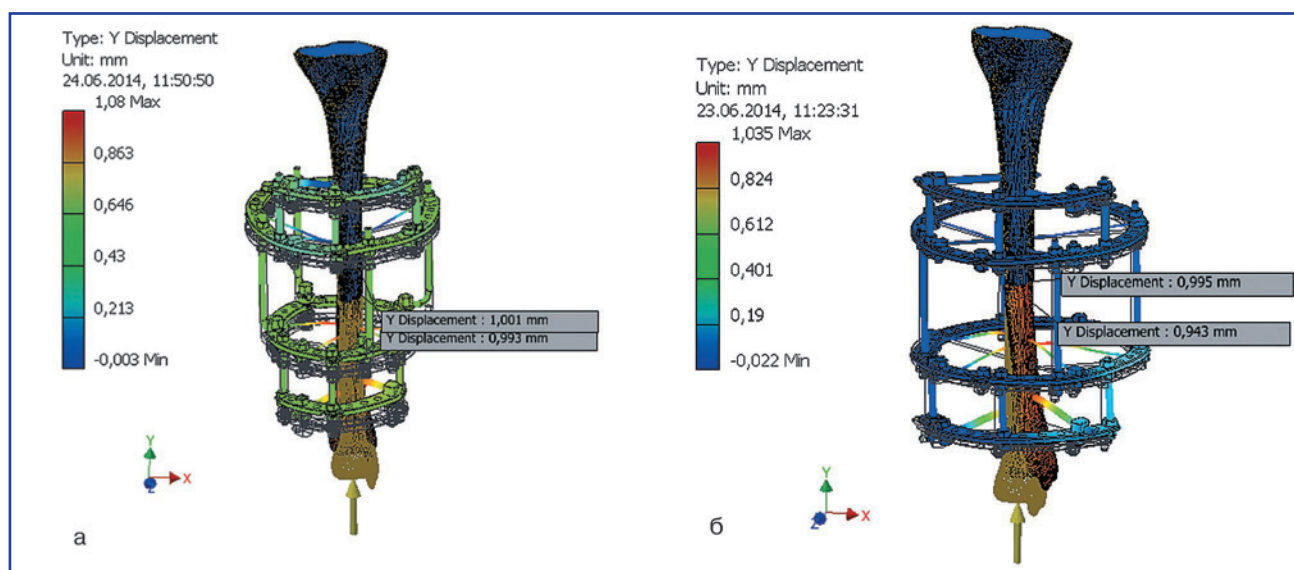 Type: Y Displacement
Unit: mm
24.06.2014, 11:50:50
1,08 Max
0,863
0,646
0,43
0,213
-0,003 Min
Y Displacement : 1,001 mm
Y Displacement : 0,993 mm
Y
X
Z
а
Type: Y Displacement
Unit: mm
23.06.2014, 11:23:31
1,035 Max
0,824
0,612
0,401
0,19
-0,022 Min
Y Displacement : 0,995 mm
Y Displacement : 0,943 mm
Y
X
Z
б